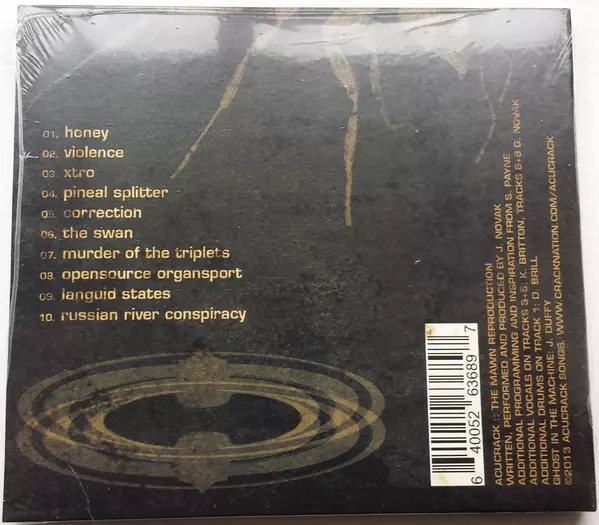 01. honey
02. violence
03. xtro
04. pineal splitter
05. correction
06. the swan
07. murder of the triplets
08. opensource organsport
09. languid states
10. russian river conspiracy
6 40052 63689 7
ACUCRACK :: THE MAWN REPRODUCTION
WRITTEN, PERFORMED AND PRODUCED BY J. NOVAK
ADDITIONAL PROGRAMMING AND INSPIRATION FROM S. PAYNE
ADDITIONAL VOCALS ON TRACKS 3+5: K. BRITTON, TRACKS 6+9 G. NOVAK
ADDITIONAL DRUMS ON TRACK 1: D. BRILL
GHOST IN THE MACHINE: J. DUFFY
©2013 ACUCRACK SONGS. WWW.CRACKNATION.COM/ACUCRACK